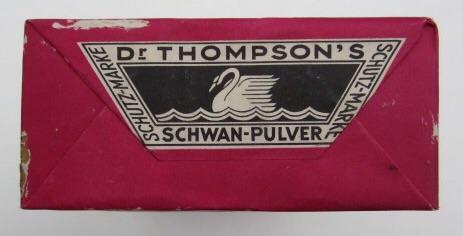 Dr THOMPSON'S
SCHUTZ-MARKE
SCHUTZ-MARKE
SCHWAN-PULVER